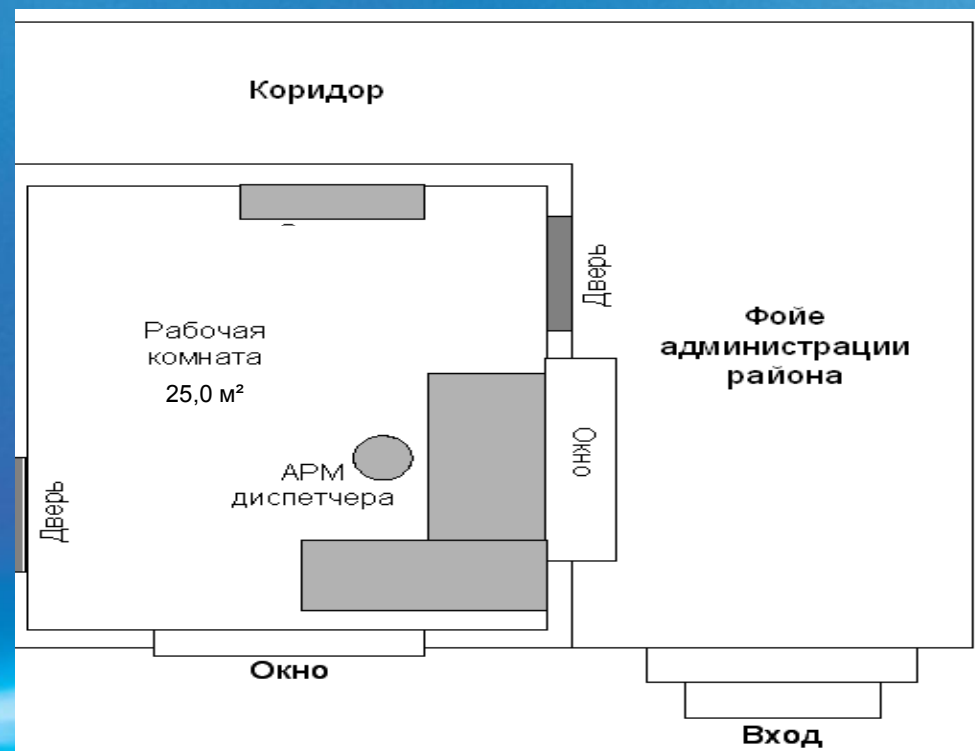 Коридор
Дверь
Рабочая
комната
25,0 м²
Фойе
администрации
района
Окно
АРМ
диспетчера
Дверь
Окно
Вход